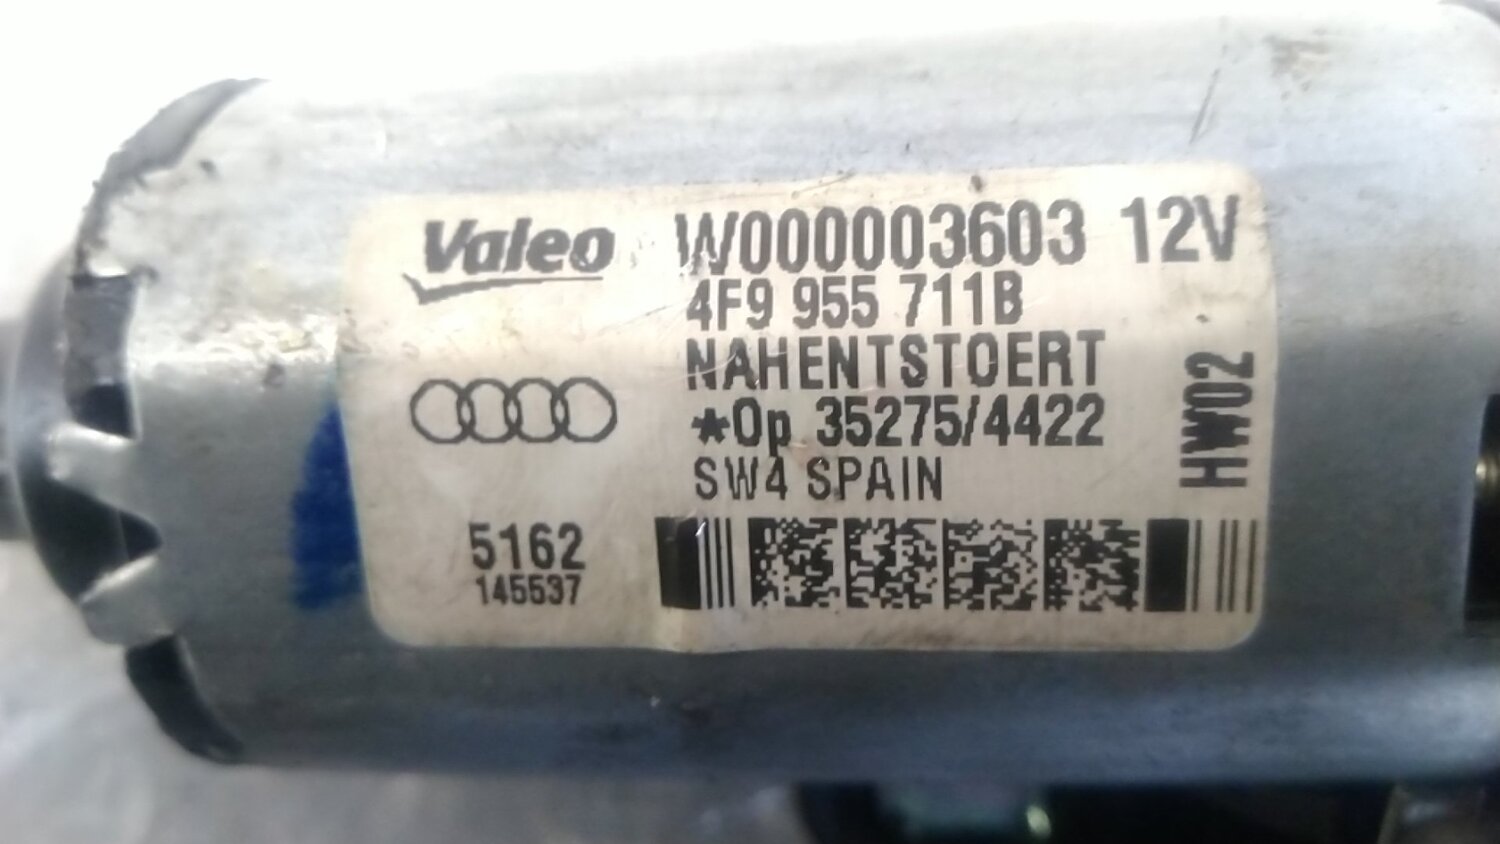 Valeo W000003603 12V
4F9 955 711B
NAHENTSTOERT
*Op 35275/4422
SW4 SPAIN
HW02
5162
145537